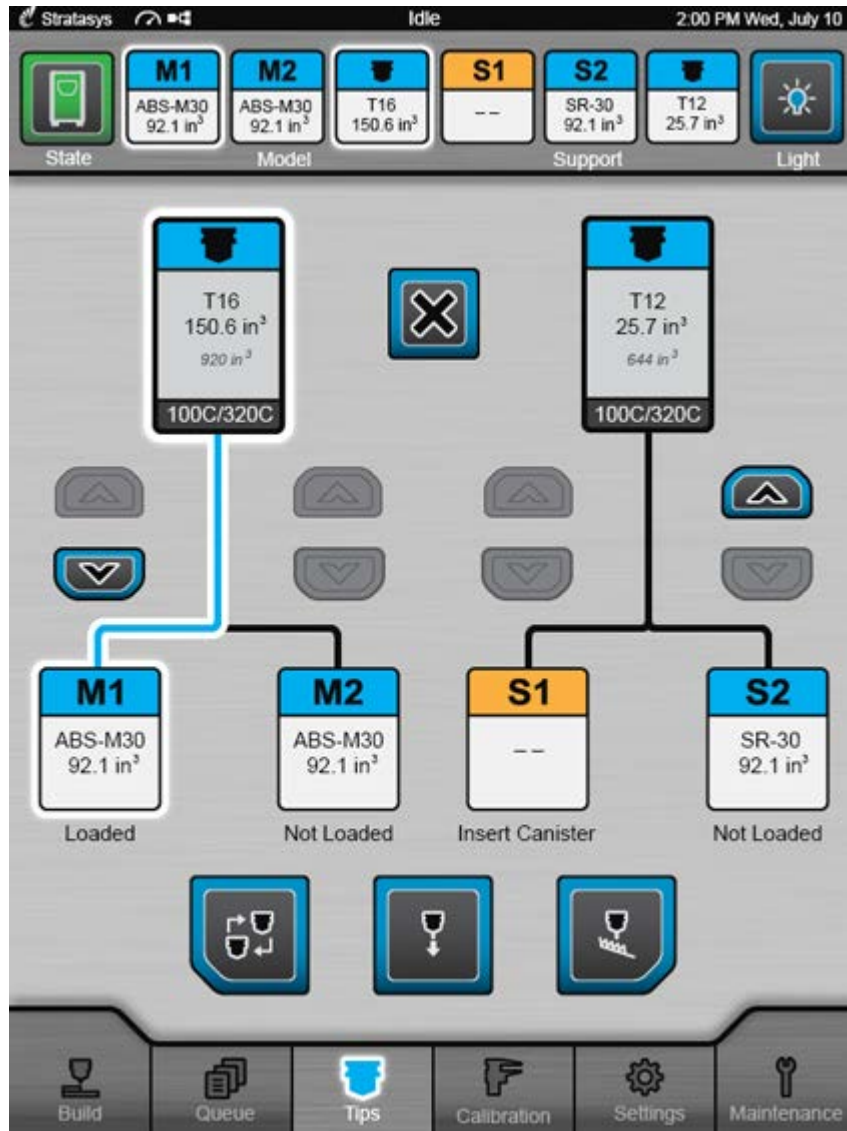 Stratasys
Idle
2:00 PM Wed, July 10
M1
ABS-M30
92.1 in³
M2
ABS-M30
92.1 in³
T16
150.6 in³
S1
--
S2
SR-30
92.1 in³
T12
25.7 in³
State
Model
Support
Light
T16
150.6 in³
920 in³
100C/320C
T12
25.7 in³
644 in³
100C/320C
M1
ABS-M30
92.1 in³
Loaded
M2
ABS-M30
92.1 in³
Not Loaded
S1
--
Insert Canister
S2
SR-30
92.1 in³
Not Loaded
Build
Queue
Tips
Calibration
Settings
Maintenance